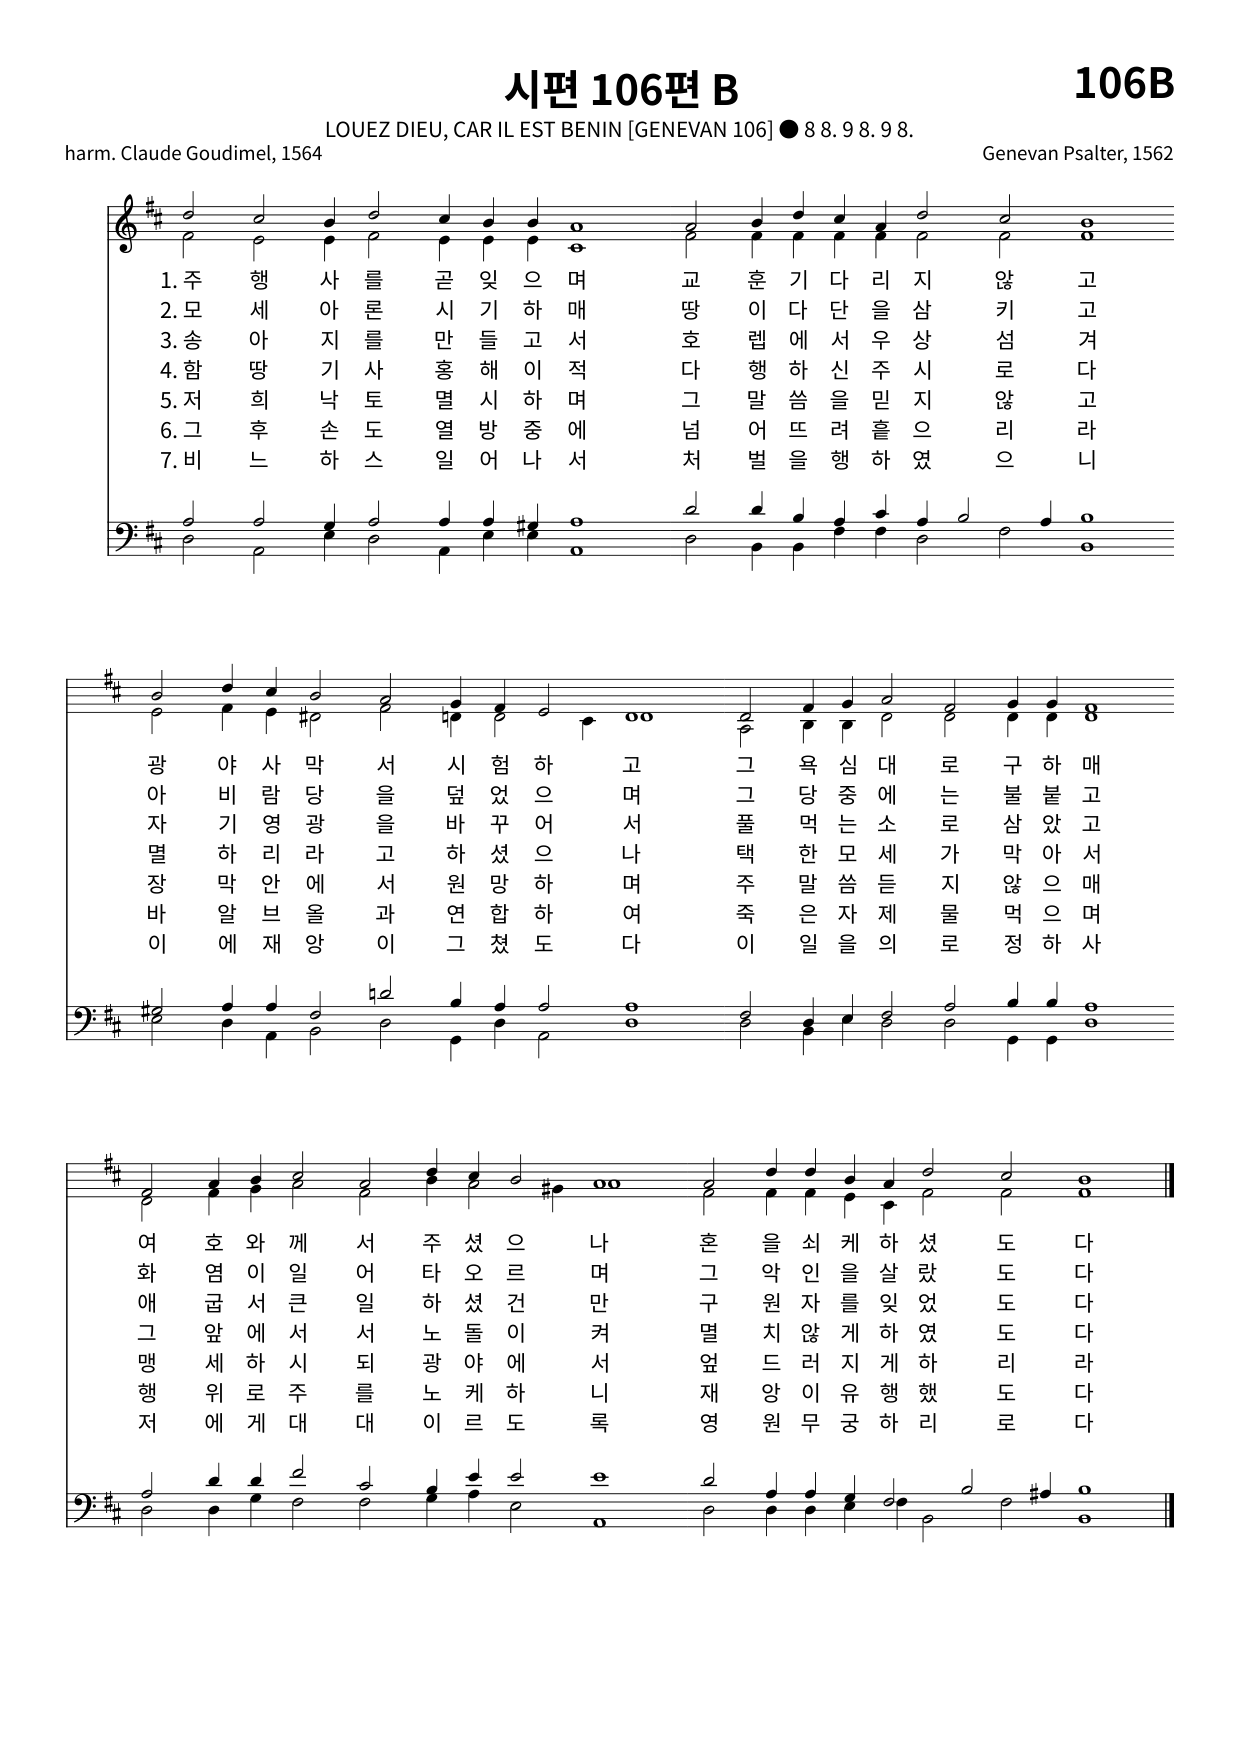 시편 106편 B
106B
LOUEZ DIEU, CAR IL EST BENIN [GENEVAN 106] ● 8 8. 9 8. 9 8.
harm. Claude Goudimel, 1564
Genevan Psalter, 1562
1. 주 행 사 를 곧 잊 으 며 교 훈 기 다 리 지 않 고
2. 모 세 아 론 시 기 하 매 땅 이 다 단 을 삼 키 고
3. 송 아 지 를 만 들 고 서 호 렙 에 서 우 상 섬 겨
4. 함 땅 기 사 홍 해 이 적 다 행 하 신 주 시 로 다
5. 저 희 낙 토 멸 시 하 며 그 말 씀 을 믿 지 않 고
6. 그 후 손 도 열 방 중 에 넘 어 뜨 려 흩 으 리 라
7. 비 느 하 스 일 어 나 서 처 벌 을 행 하 였 으 니
광 야 사 막 서 시 험 하 고 그 욕 심 대 로 구 하 매
아 비 람 당 을 덮 었 으 며 그 당 중 에 는 불 붙 고
자 기 영 광 을 바 꾸 어 서 풀 먹 는 소 로 삼 았 고
멸 하 리 라 고 하 셨 으 나 택 한 모 세 가 막 아 서
장 막 안 에 서 원 망 하 며 주 말 씀 듣 지 않 으 매
바 알 브 올 과 연 합 하 여 죽 은 자 제 물 먹 으 며
이 에 재 앙 이 그 쳤 도 다 이 일 을 의 로 정 하 사
여 호 와 께 서 주 셨 으 나 혼 을 쇠 케 하 셨 도 다
화 염 이 일 어 타 오 르 며 그 악 인 을 살 랐 도 다
애 굽 서 큰 일 하 셨 건 만 구 원 자 를 잊 었 도 다
그 앞 에 서 서 노 돌 이 켜 멸 치 않 게 하 였 도 다
맹 세 하 시 되 광 야 에 서 엎 드 러 지 게 하 리 라
행 위 로 주 를 노 케 하 니 재 앙 이 유 행 했 도 다
저 에 게 대 대 이 르 도 록 영 원 무 궁 하 리 로 다